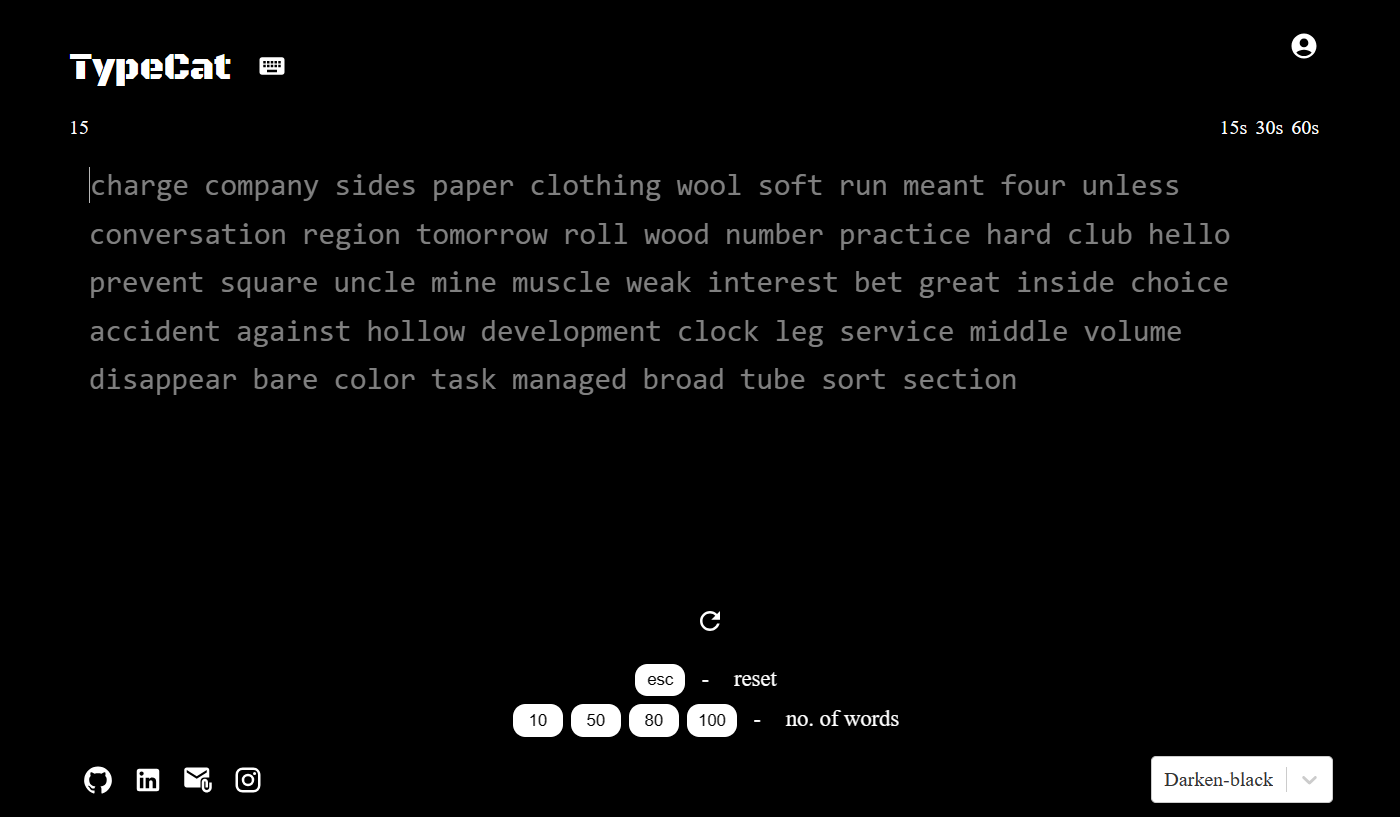 TypeCat
15
15s 30s 60s
charge company sides paper clothing wool soft run meant four unless
conversation region tomorrow roll wood number practice hard club hello
prevent square uncle mine muscle weak interest bet great inside choice
accident against hollow development clock leg service middle volume
disappear bare color task managed broad tube sort section
esc - reset
10 50 80 100 - no. of words
in
Darken-black